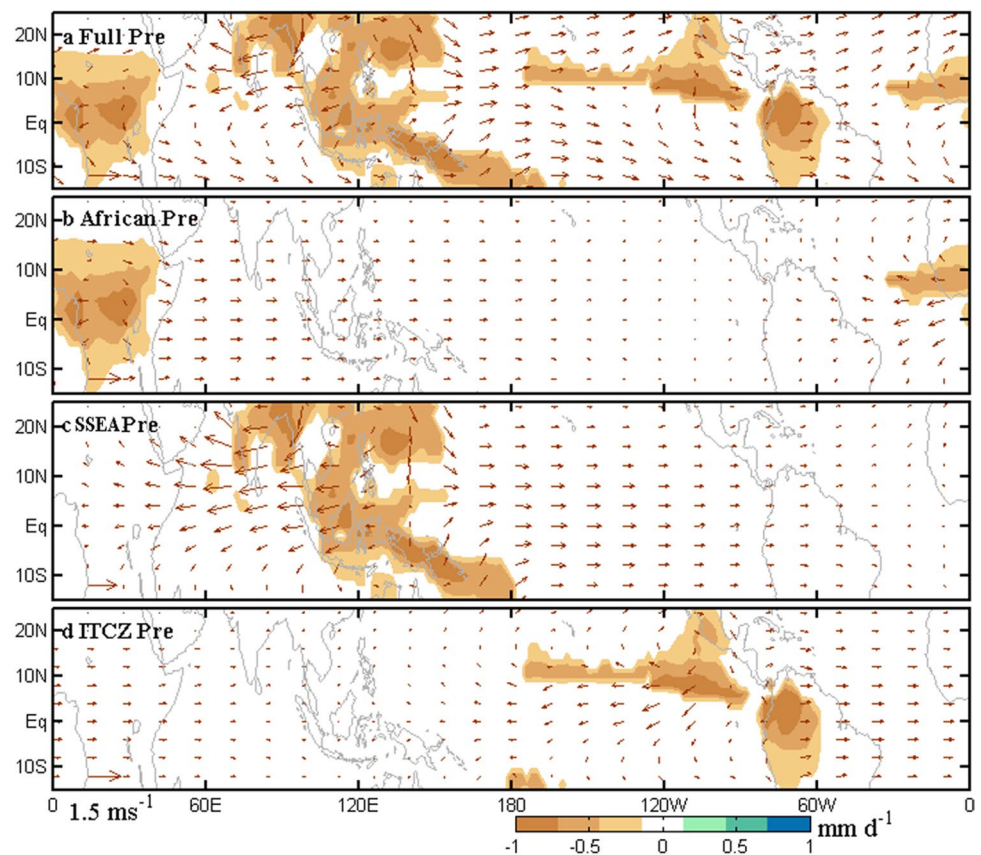 a Full Pre
20N
10N
Eq
10S
b African Pre
20N
10N
Eq
10S
c SSEA Pre
20N
10N
Eq
10S
d ITCZ Pre
20N
10N
Eq
10S
0 60E 120E 180 120W 60W 0
1.5 ms-1
mm d-1
-1 -0.5 0 0.5 1